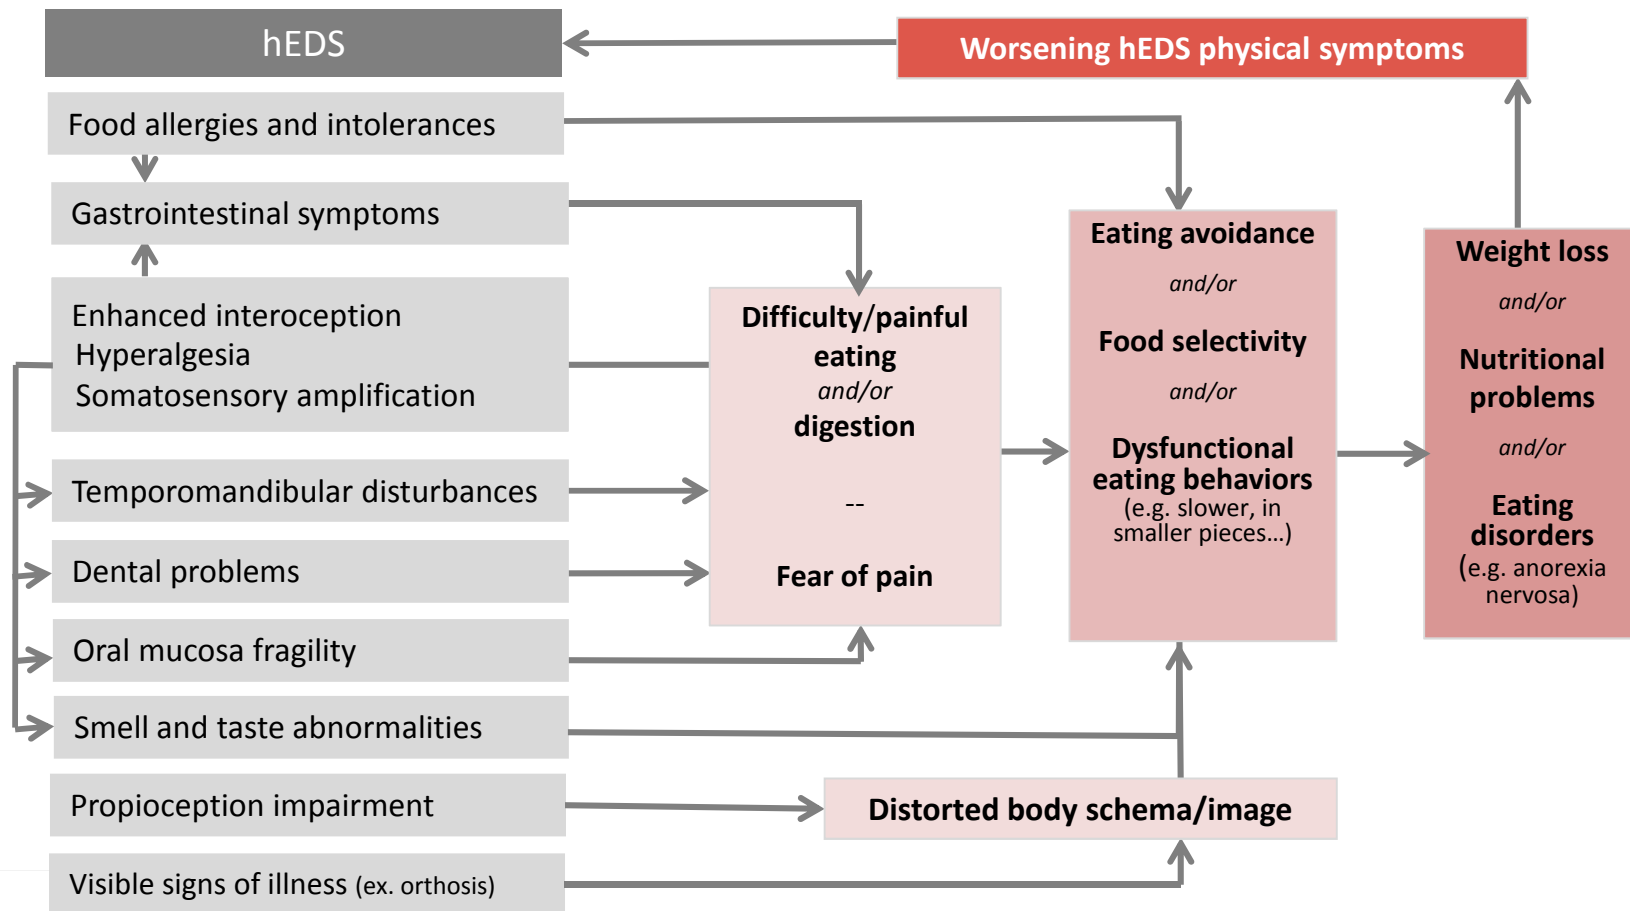 hEDS
Worsening hEDS physical symptoms
Food allergies and intolerances
Gastrointestinal symptoms
Enhanced interoception
Hyperalgesia
Somatosensory amplification
Temporomandibular disturbances
Dental problems
Oral mucosa fragility
Smell and taste abnormalities
Propioception impairment
Visible signs of illness (ex. orthosis)
Difficulty/painful
eating
and/or
digestion
--
Fear of pain
Distorted body schema/image
Eating avoidance
and/or
Food selectivity
and/or
Dysfunctional
eating behaviors
(e.g. slower, in
smaller pieces...)
Weight loss
and/or
Nutritional
problems
and/or
Eating
disorders
(e.g. anorexia
nervosa)